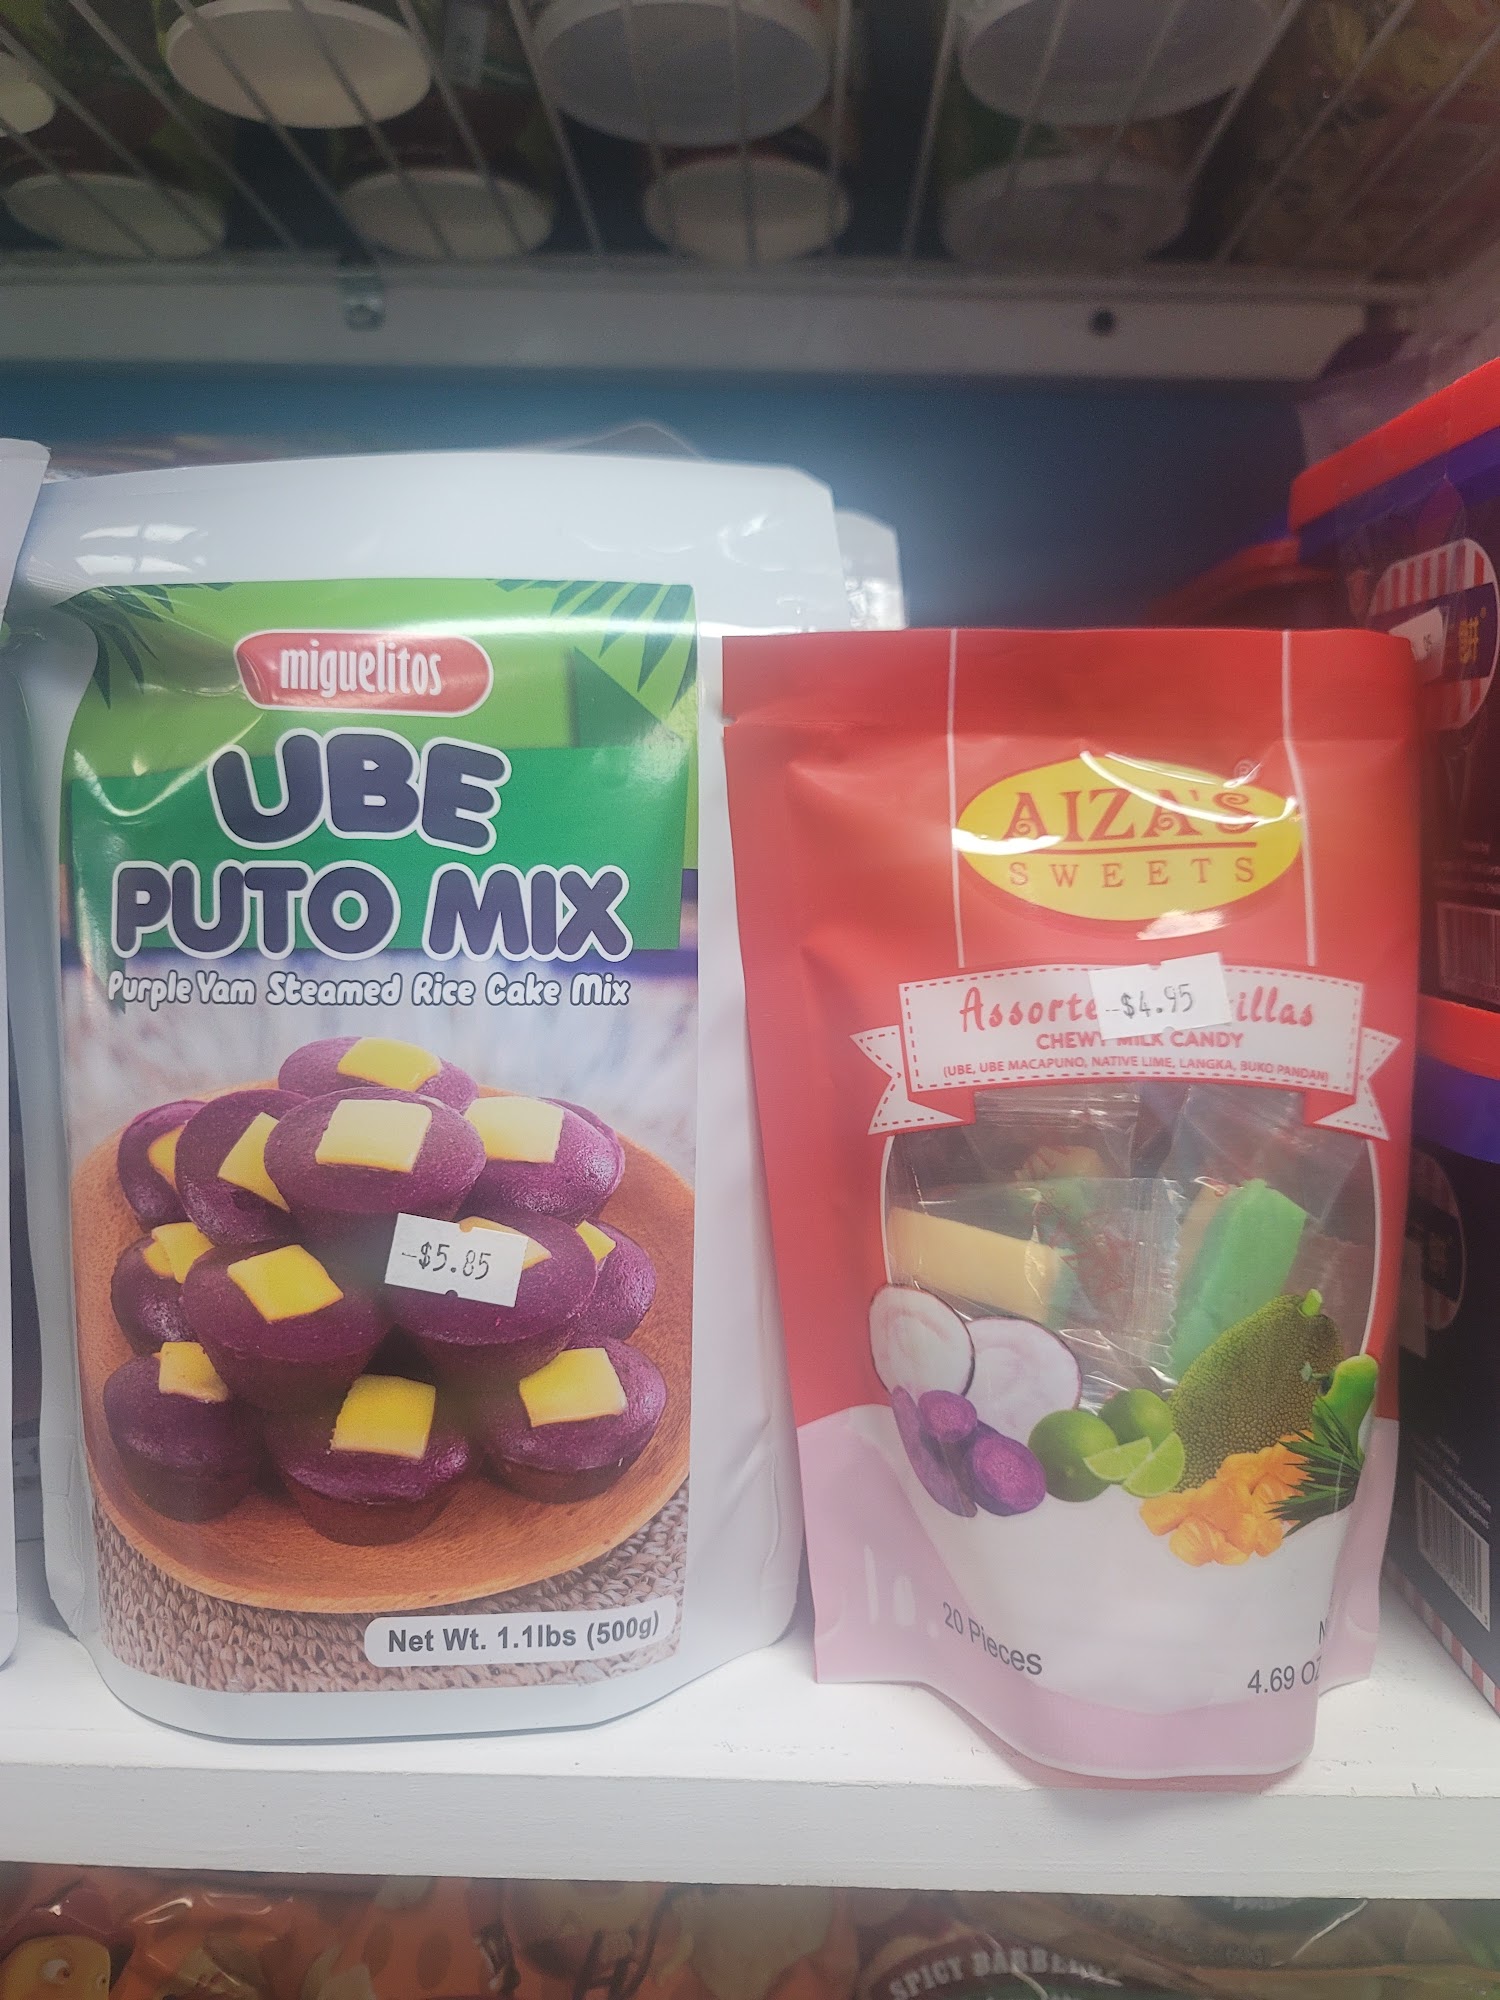 miguelitos
UBE
PUTO MIX
Purple Yam Steamed Rice Cake Mix
-$5.85
Net Wt. 1.1lbs (500g)
AIZA'S
®
SWEETS
-$4.95
CHEWY MILK CANDY
(UBE, UBE MACAPUNO, NATIVE LIME, LANGKA, BUKO PANDAN)
20 Pieces
4.69 OZ
SPICY